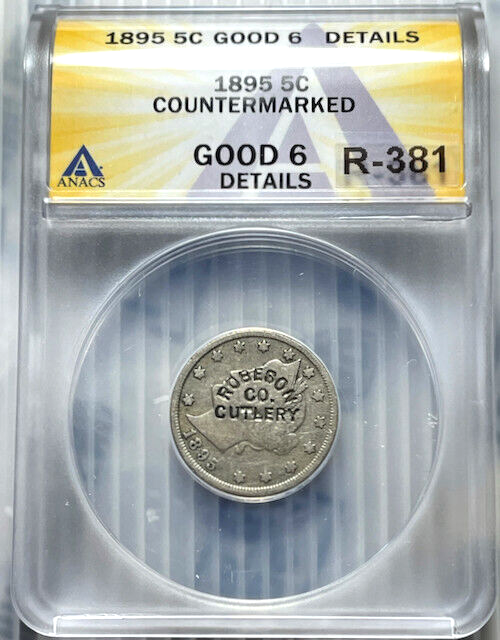 1895 5C GOOD 6 DETAILS
1895 5C
COUNTERMARKED
GOOD 6
DETAILS
R-381
ANACS
ROBESON
CO.
CUTLERY
1895